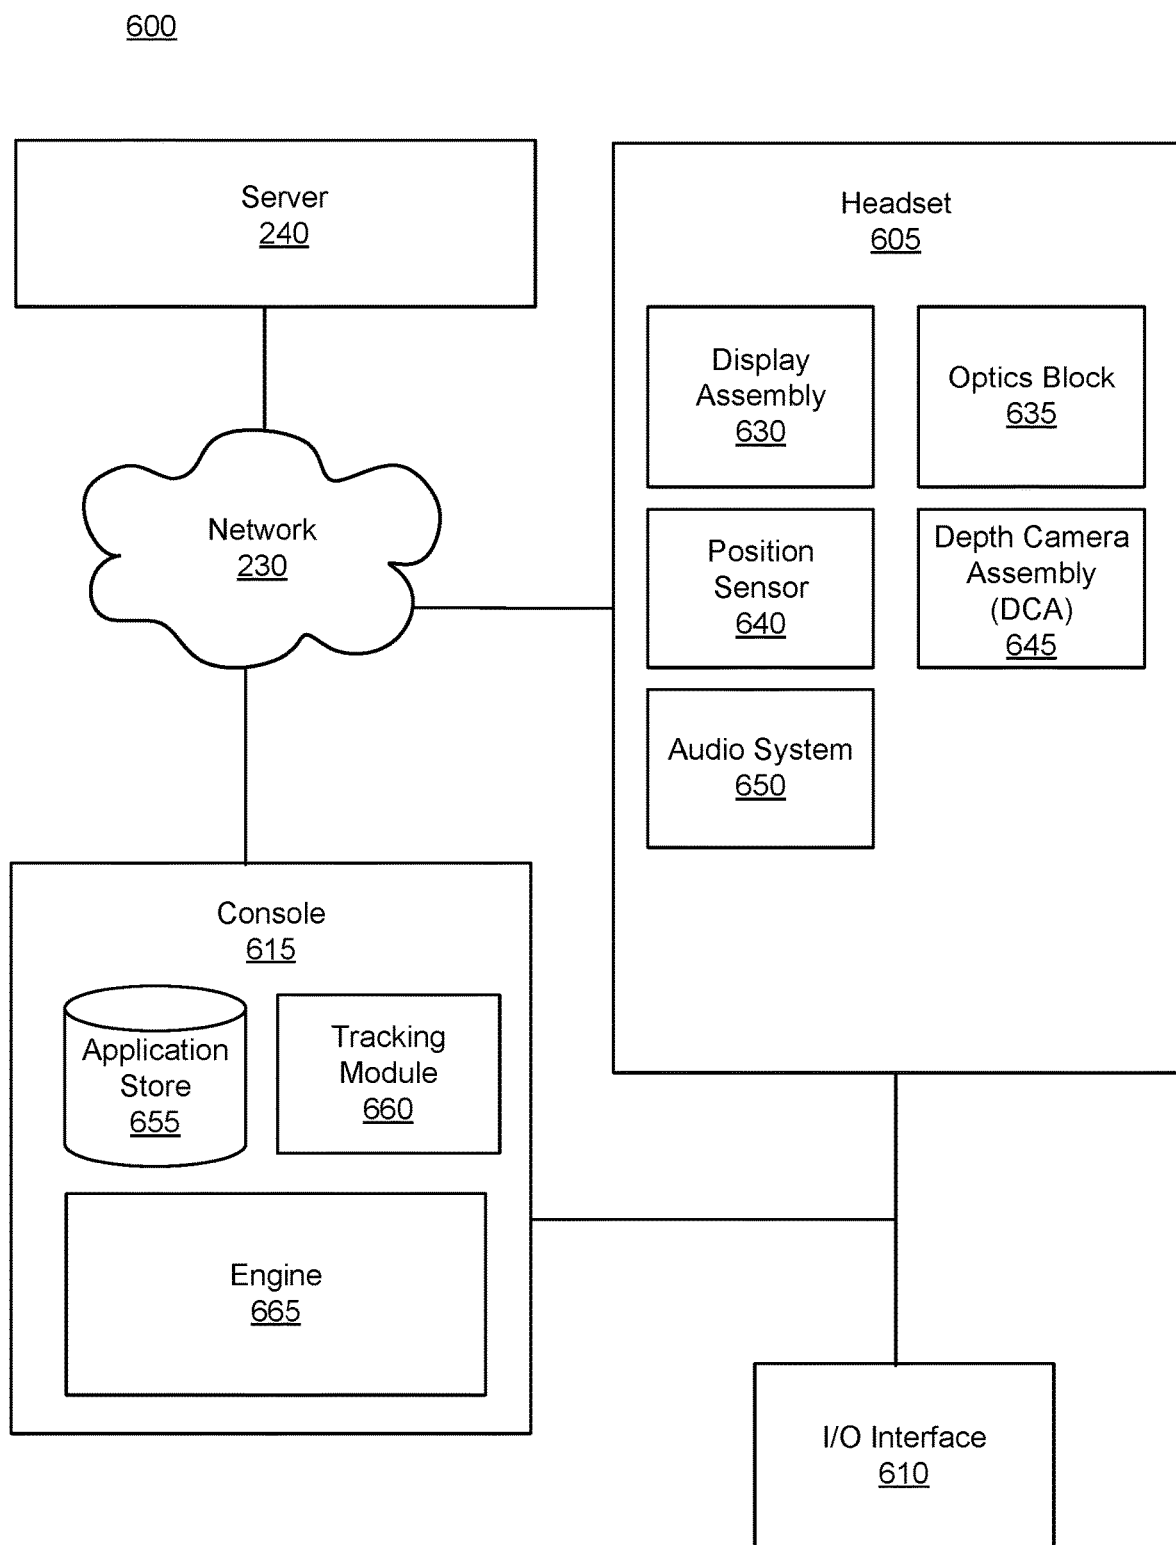 600
Server
240
Network
230
Headset
605
Display
Assembly
630
Optics Block
635
Position
Sensor
640
Depth Camera
Assembly
(DCA)
645
Audio System
650
Console
615
Application
Store
655
Tracking
Module
660
Engine
665
I/O Interface
610